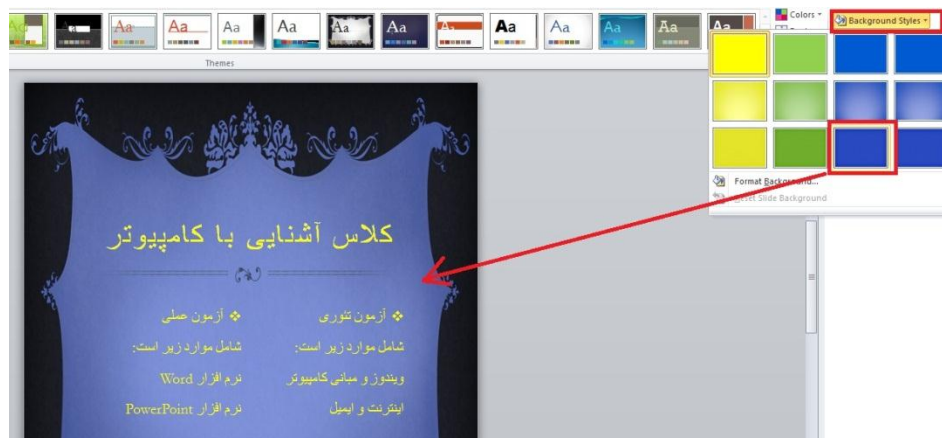 Colors
Background Styles
Themes
Format Background...
Reset Slide Background
کلاس آشنایی با کامپیوتر
❖ آزمون تئوری
شامل موارد زیر است:
ویندوز و مبانی کامپیوتر
اینترنت و ایمیل
❖ آزمون عملی
شامل موارد زیر است:
نرم افزار Word
نرم افزار PowerPoint